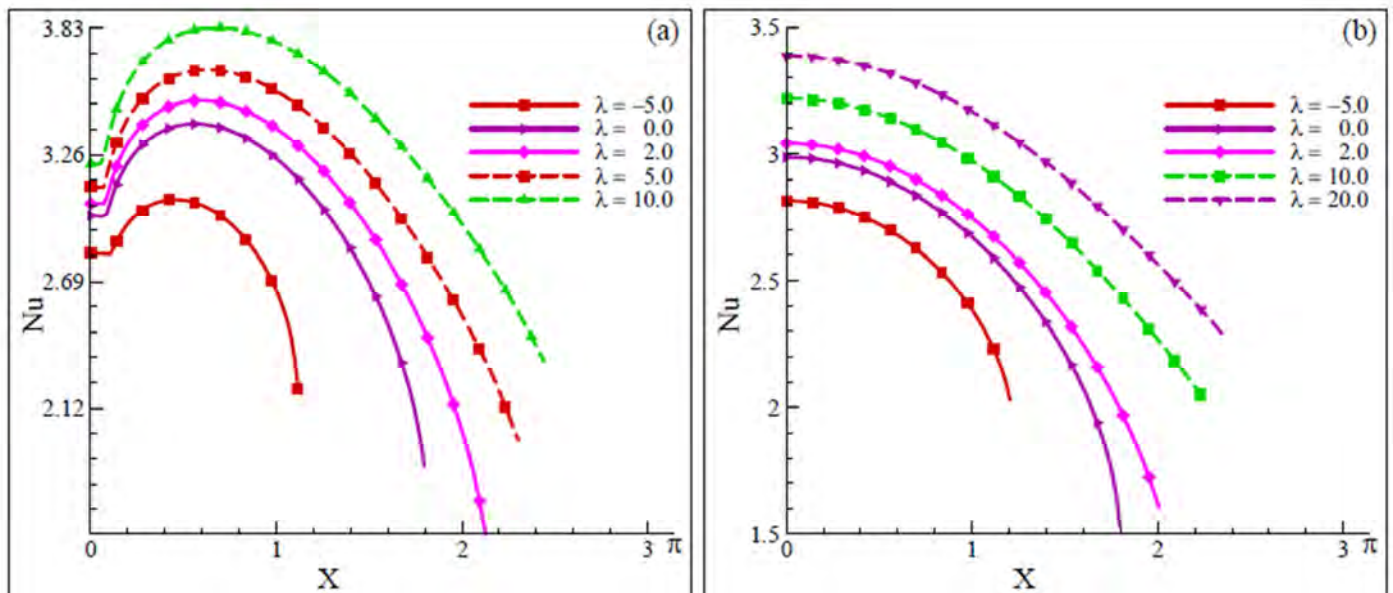 (a)
3.83
3.26
2.69
2.12
Nu
λ = −5.0
λ = 0.0
λ = 2.0
λ = 5.0
λ = 10.0
0 1 2 3 π
X
(b)
3.5
3
2.5
2
1.5
Nu
λ = −5.0
λ = 0.0
λ = 2.0
λ = 10.0
λ = 20.0
0 1 2 3 π
X